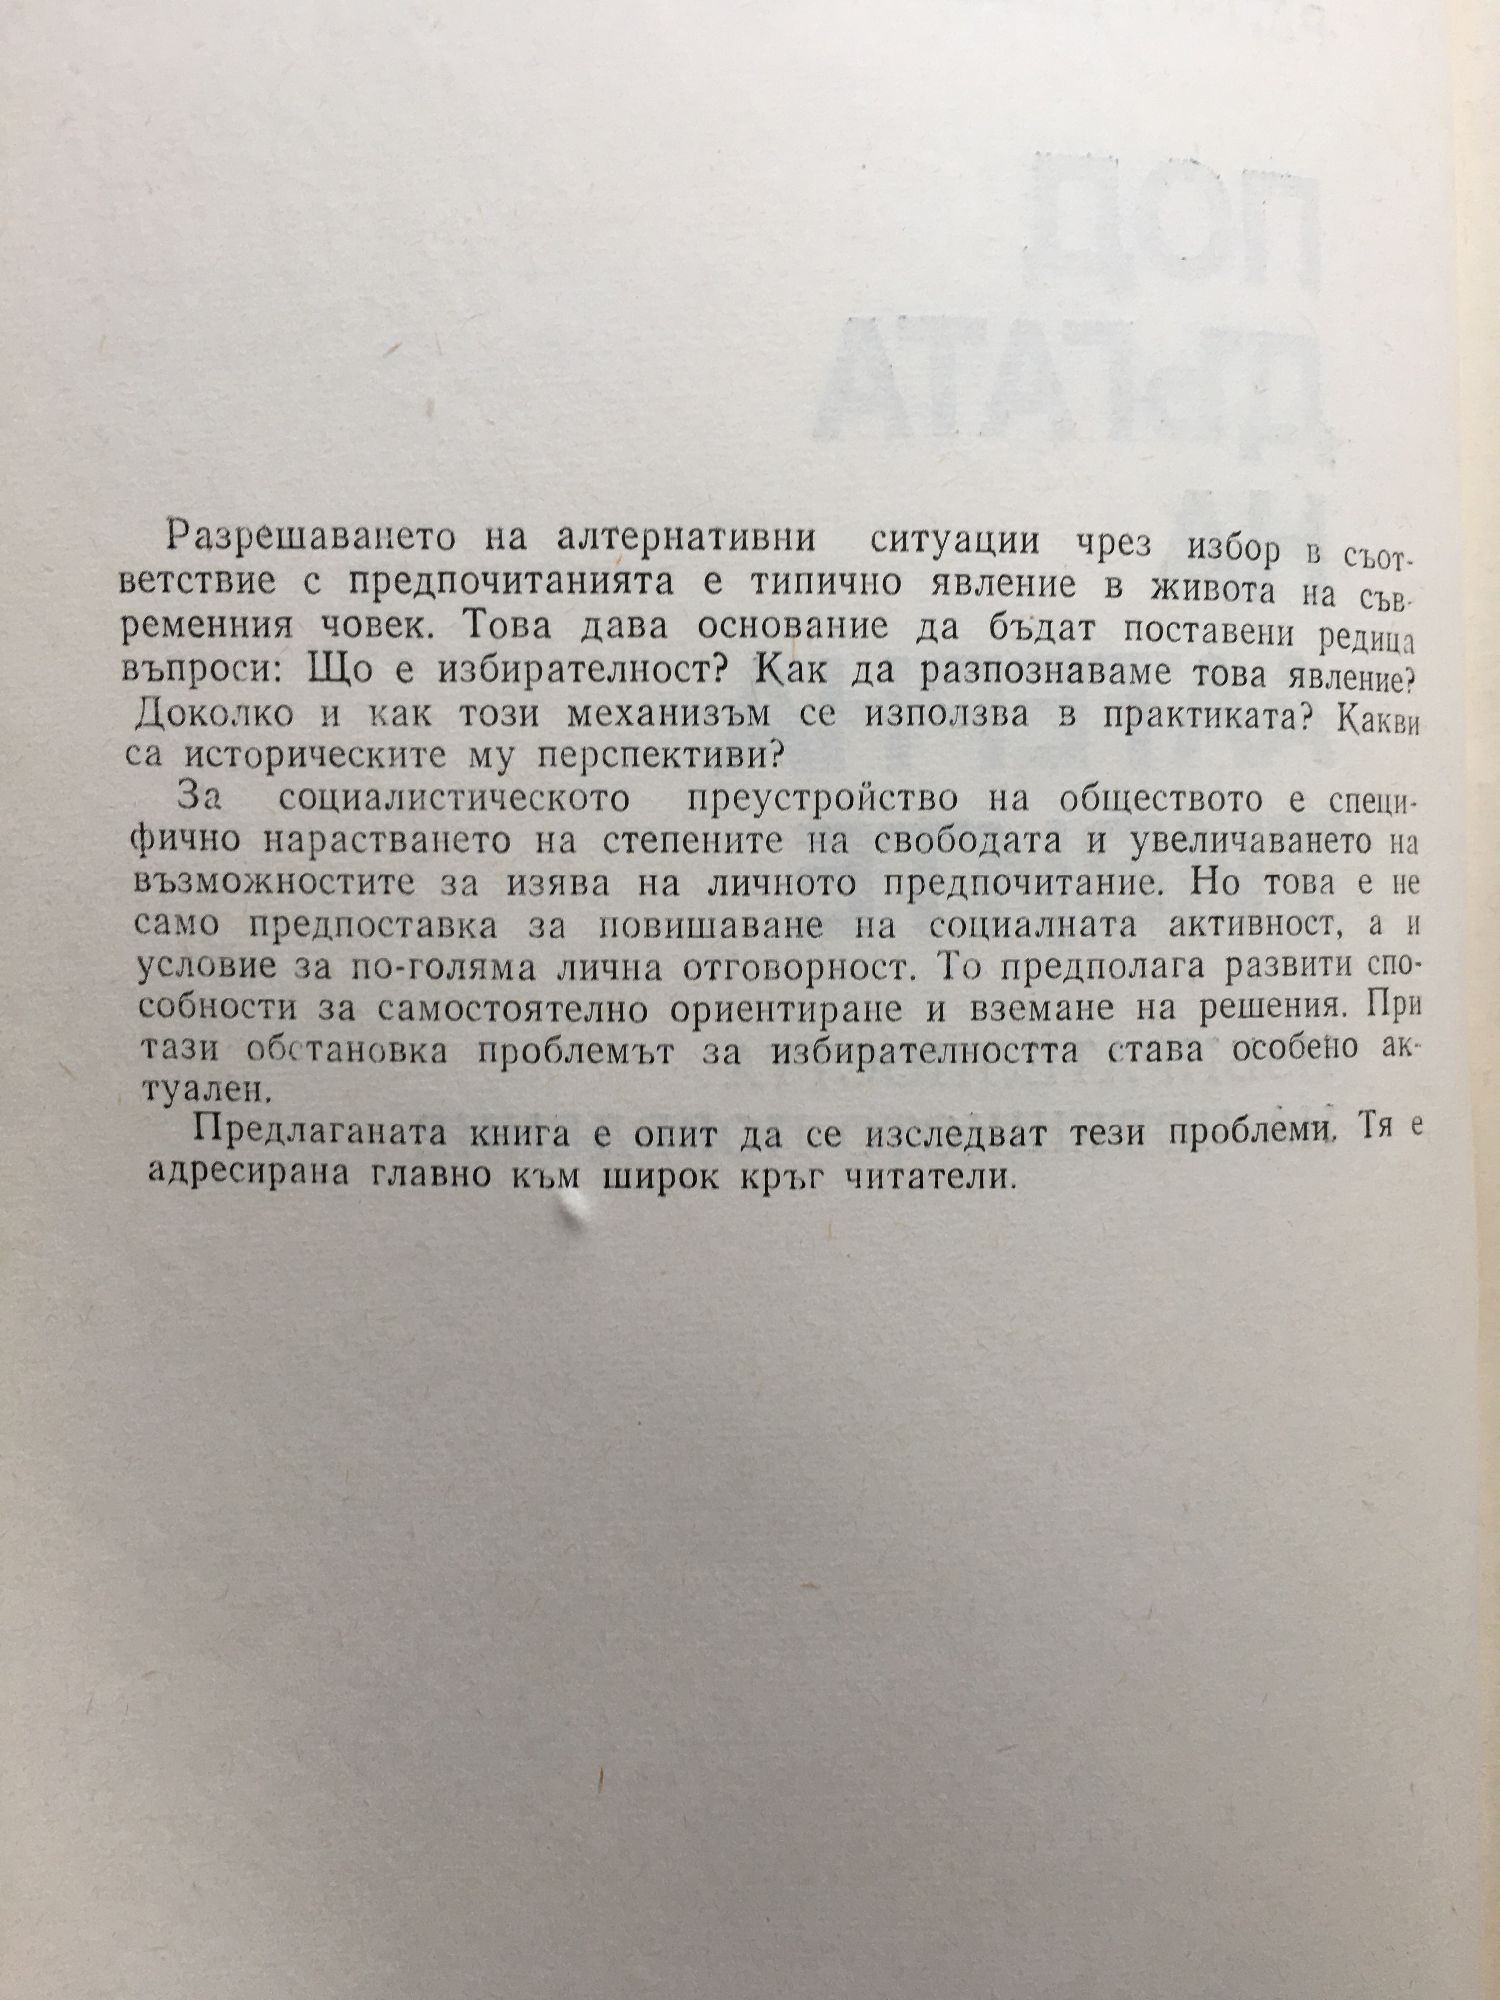 Разрешаването на алтернативни ситуации чрез избор в съот-
ветствие с предпочитанията е типично явление в живота на съв-
ременния човек. Това дава основание да бъдат поставени редица
въпроси: Що е избирателност? Как да разпознаваме това явление?
Доколко и как този механизъм се използва в практиката? Какви
са историческите му перспективи?
За социалистическото преустройство на обществото е специ-
фично нарастването на степените на свободата и увеличаването на
възможностите за изява на личното предпочитание. Но това е не
само предпоставка за повишаване на социалната активност, а и
условие за по-голяма лична отговорност. То предполага развити спо-
собности за самостоятелно ориентиране и вземане на решения. При
тази обстановка проблемът за избирателността става особено ак-
туален.
Предлаганата книга е опит да се изследват тези проблеми. Тя е
адресирана главно към широк кръг читатели.
ПОД
ДЪГАТА
НА